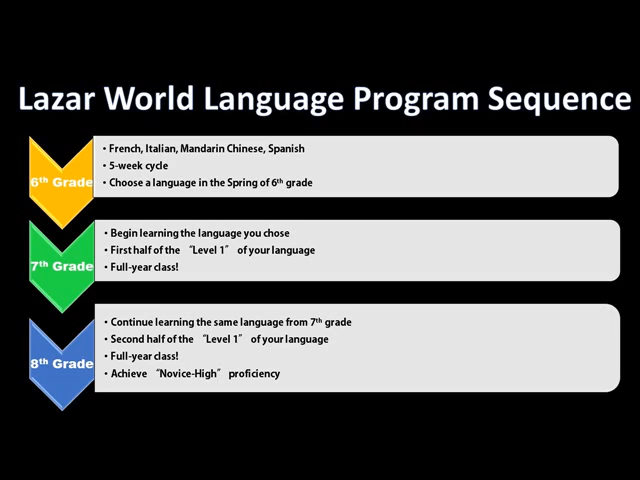 Lazar World Language Program Sequence
6th Grade
• French, Italian, Mandarin Chinese, Spanish
• 5-week cycle
• Choose a language in the Spring of 6th grade
7th Grade
• Begin learning the language you chose
• First half of the “Level 1” of your language
• Full-year class!
8th Grade
• Continue learning the same language from 7th grade
• Second half of the “Level 1” of your language
• Full-year class!
• Achieve “Novice-High” proficiency